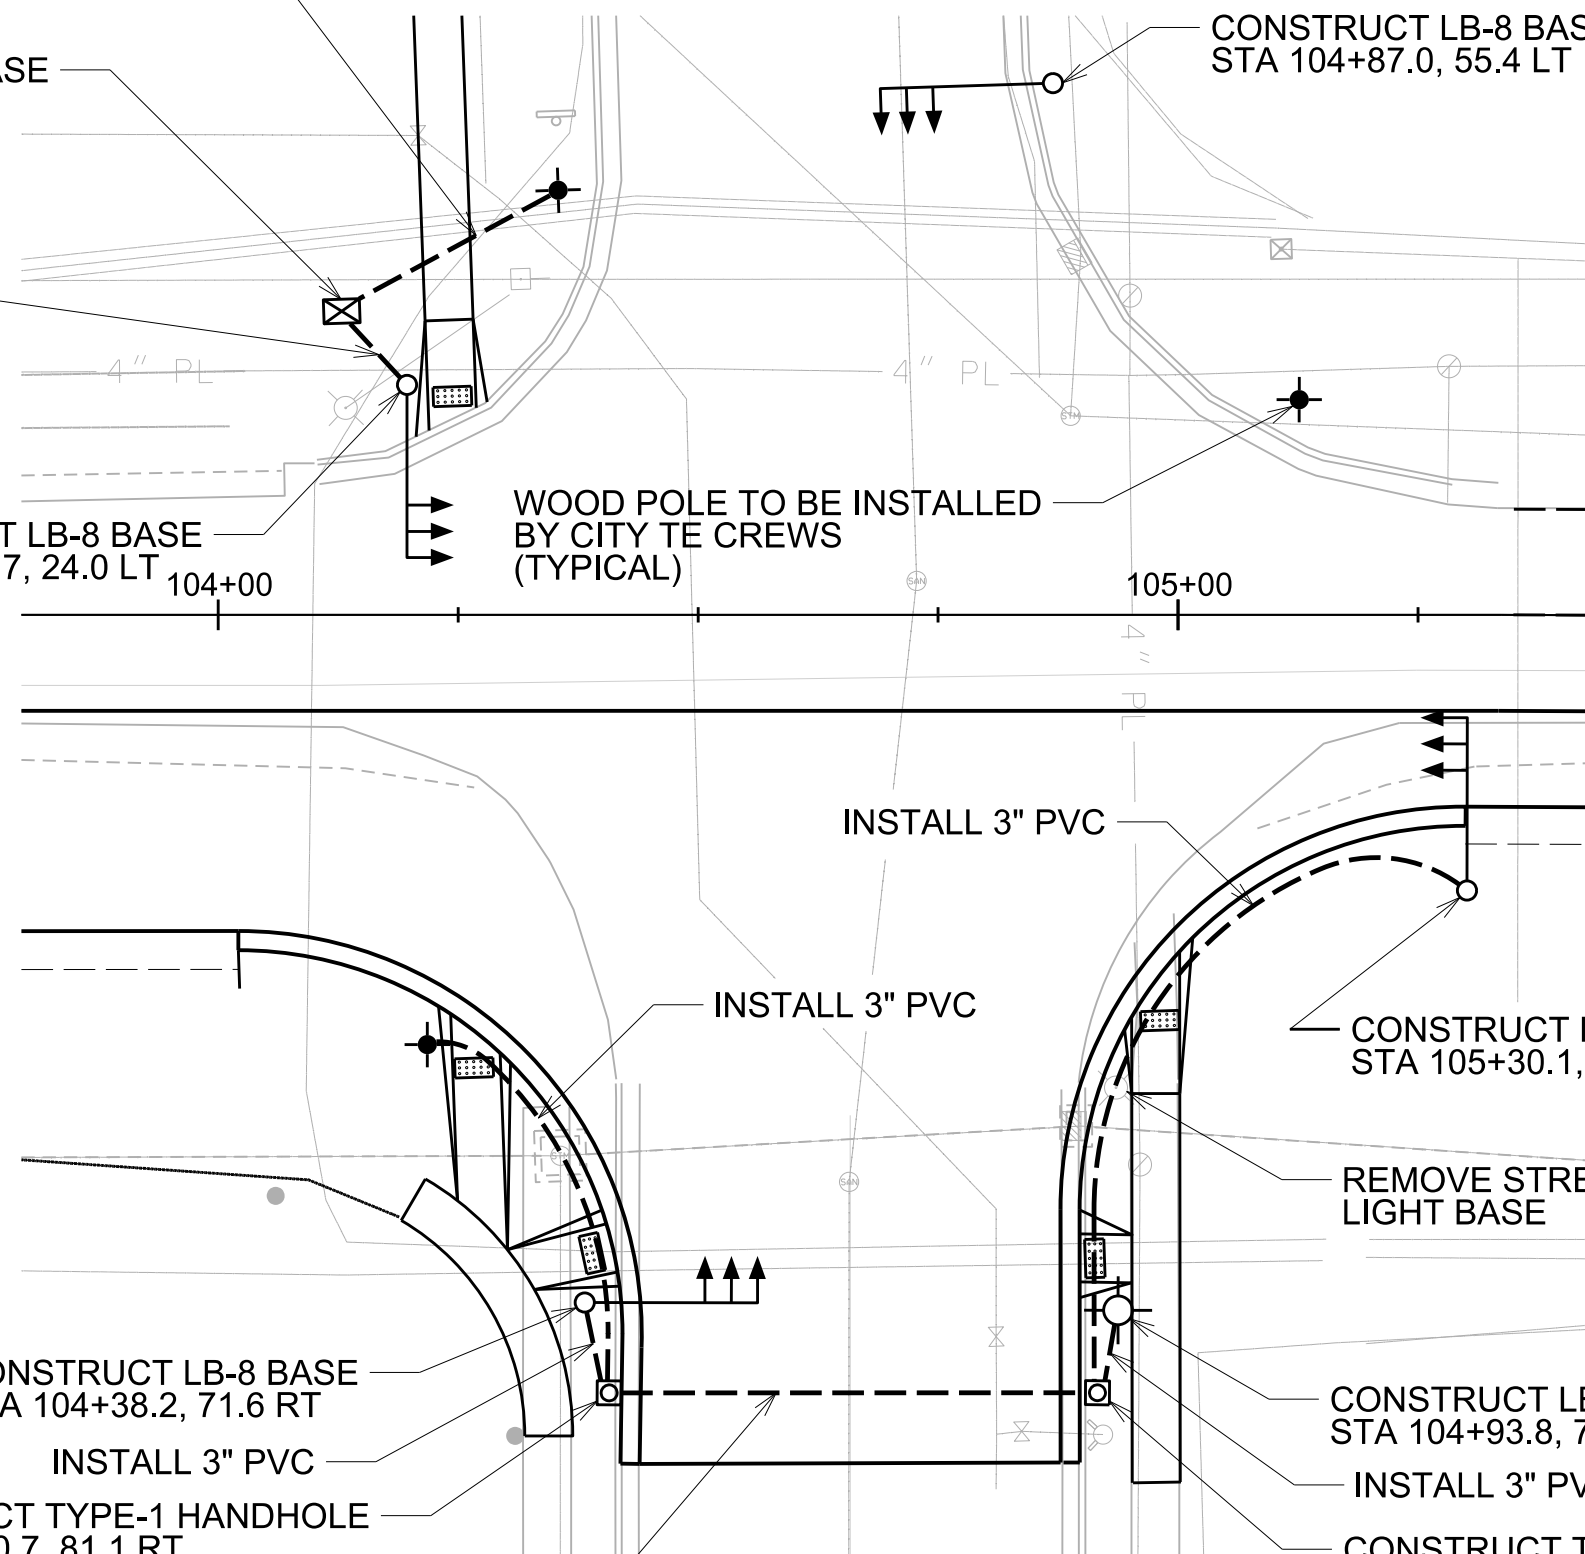 CONSTRUCT LB-8 BAS
STA 104+87.0, 55.4 LT
ASE
4" PL
4" PL
STM
WOOD POLE TO BE INSTALLED
BY CITY TE CREWS
(TYPICAL)
T LB-8 BASE
7, 24.0 LT
104+00
105+00
SAN
4" PL
INSTALL 3" PVC
INSTALL 3" PVC
CONSTRUCT
STA 105+30.1,
REMOVE STRE
LIGHT BASE
SAN
ONSTRUCT LB-8 BASE
A 104+38.2, 71.6 RT
INSTALL 3" PVC
CT TYPE-1 HANDHOLE
0.7, 81.1 RT
CONSTRUCT LB
STA 104+93.8, 7
INSTALL 3" PV
CONSTRUCT T